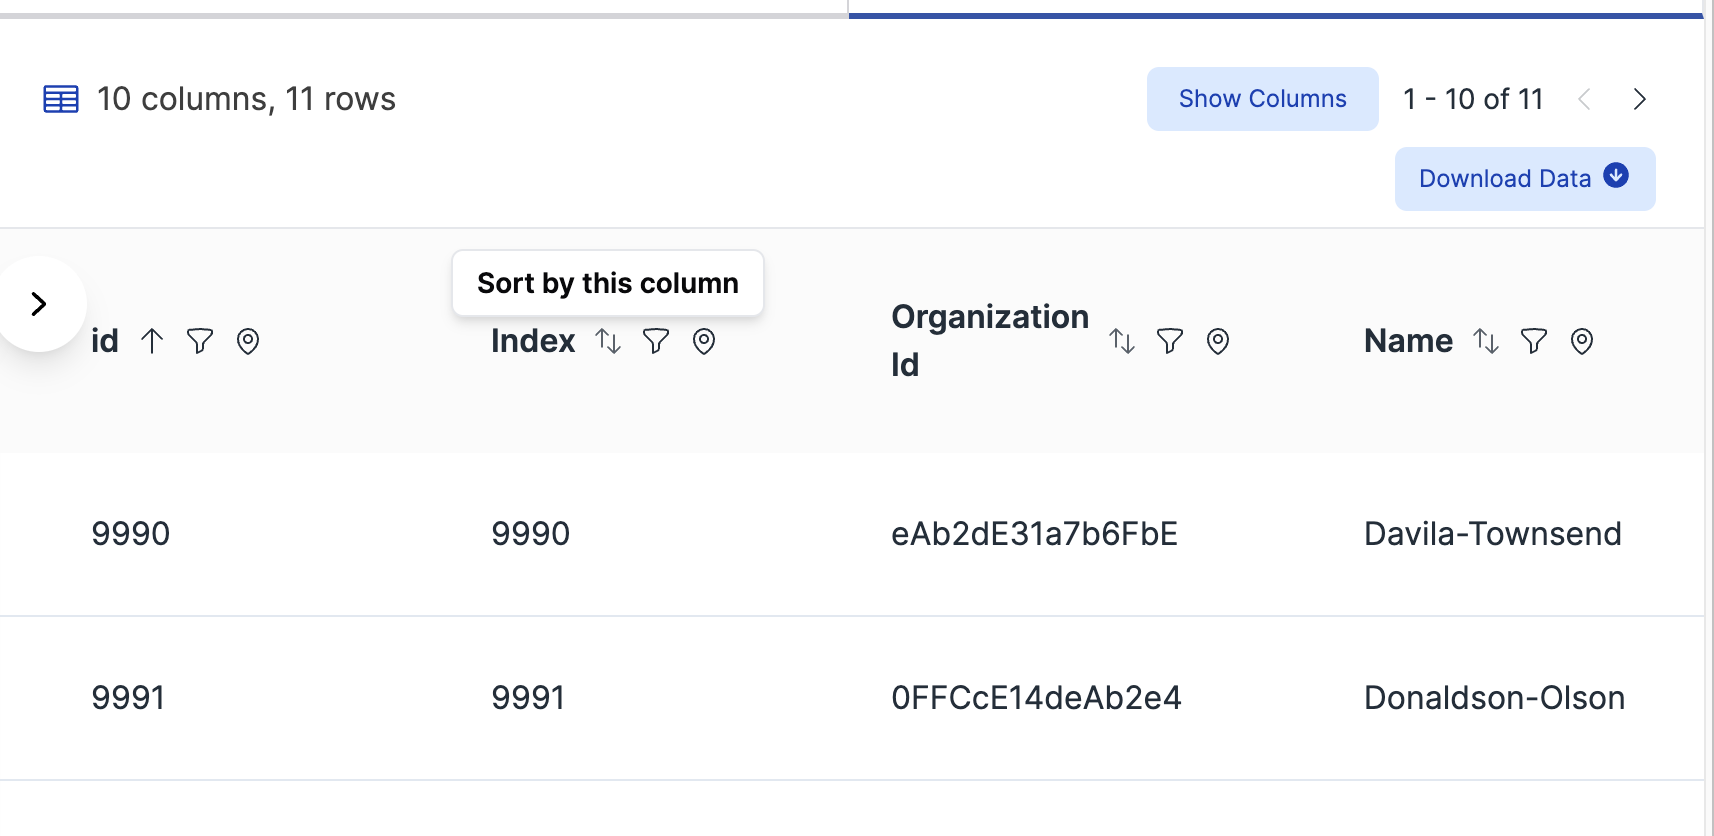 10 columns, 11 rows
Show Columns
1 - 10 of 11
Download Data
Sort by this column
id
Index
Organization
Id
Name
9990 9990 eAb2dE31a7b6FbE Davila-Townsend
9991 9991 0FFCcE14deAb2e4 Donaldson-Olson